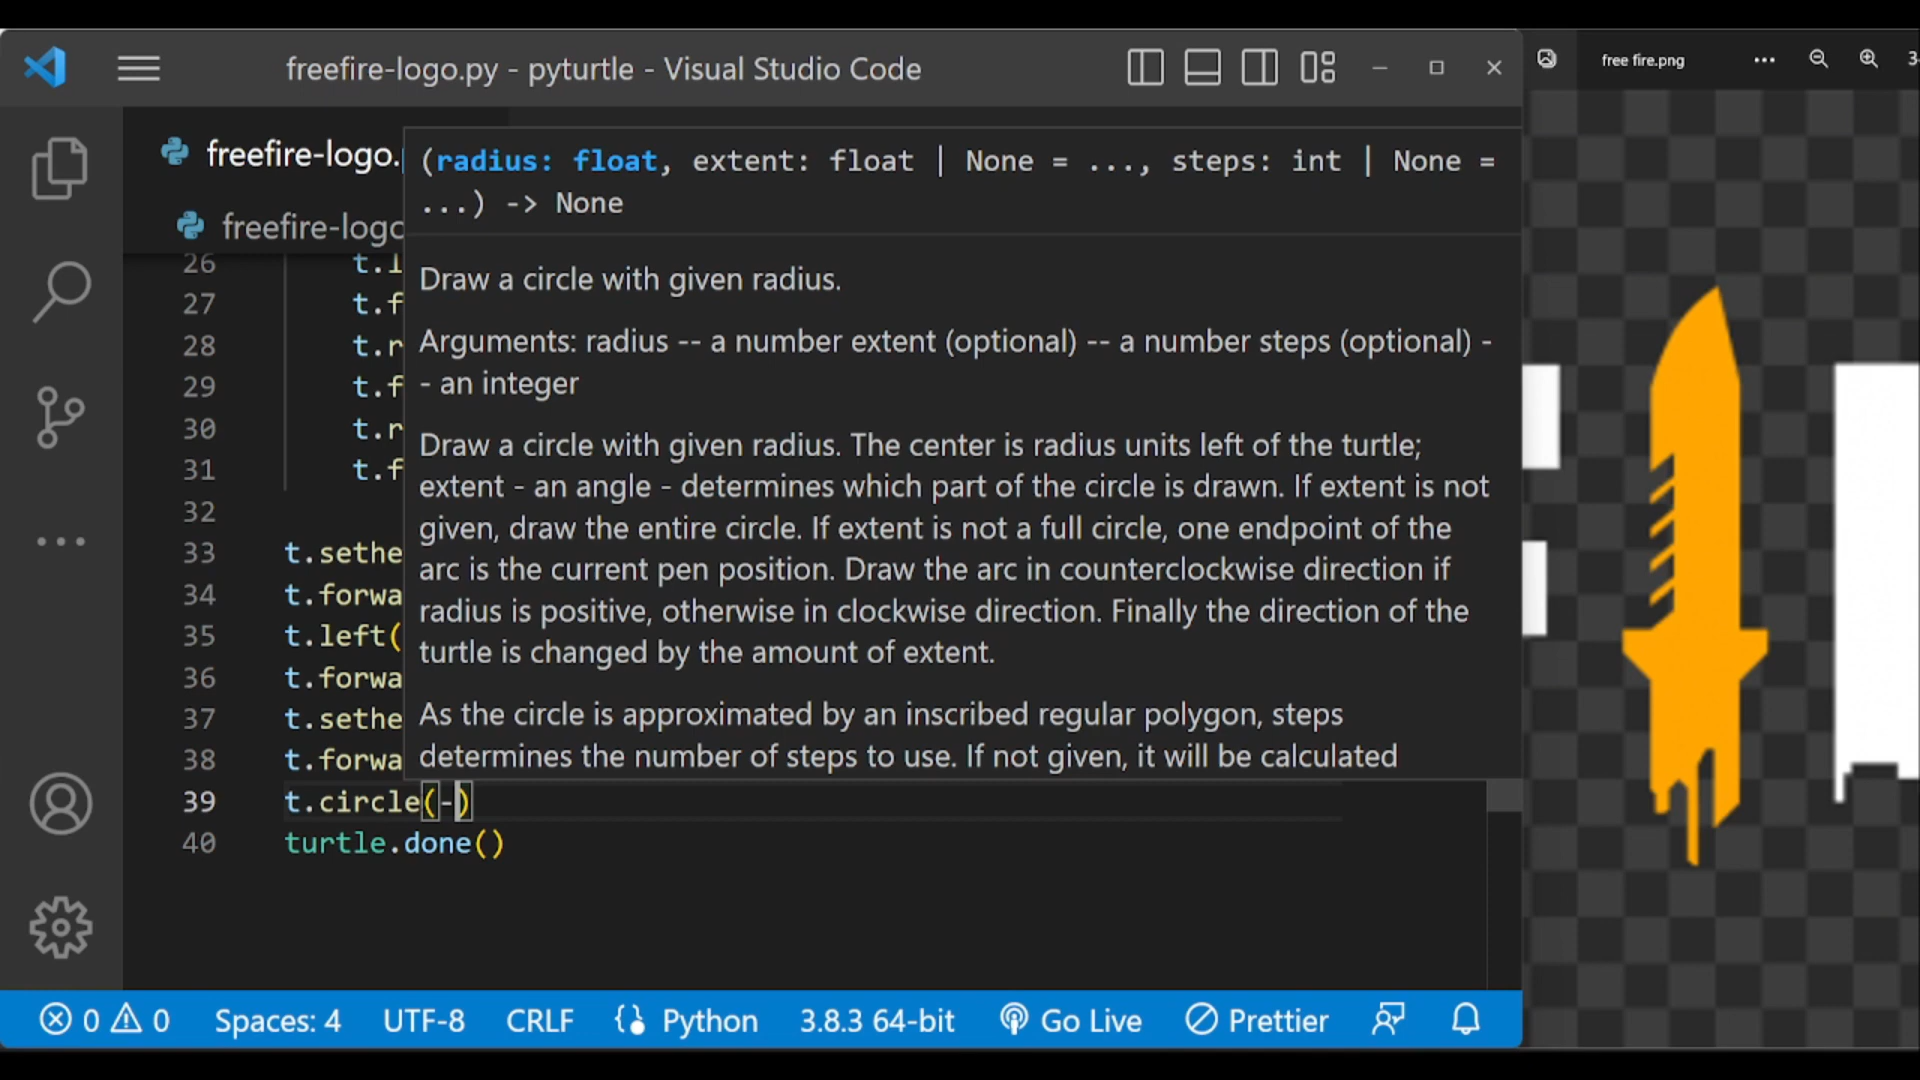 freefire-logo.py - pyturtle - Visual Studio Code
free fire.png
freefire-logo.
(radius: float, extent: float | None = ..., steps: int | None =
...) -> None
freefire-logo
Draw a circle with given radius.
Arguments: radius -- a number extent (optional) -- a number steps (optional) -
- an integer
Draw a circle with given radius. The center is radius units left of the turtle;
extent - an angle - determines which part of the circle is drawn. If extent is not
given, draw the entire circle. If extent is not a full circle, one endpoint of the
arc is the current pen position. Draw the arc in counterclockwise direction if
radius is positive, otherwise in clockwise direction. Finally the direction of the
turtle is changed by the amount of extent.
As the circle is approximated by an inscribed regular polygon, steps
determines the number of steps to use. If not given, it will be calculated
26 t.l
27 t.f
28 t.r
29 t.f
30 t.r
31 t.f
32
33 t.sethe
34 t.forwa
35 t.left(
36 t.forwa
37 t.sethe
38 t.forwa
39 t.circle(-)
40 turtle.done()
0 0 Spaces: 4 UTF-8 CRLF Python 3.8.3 64-bit Go Live Prettier